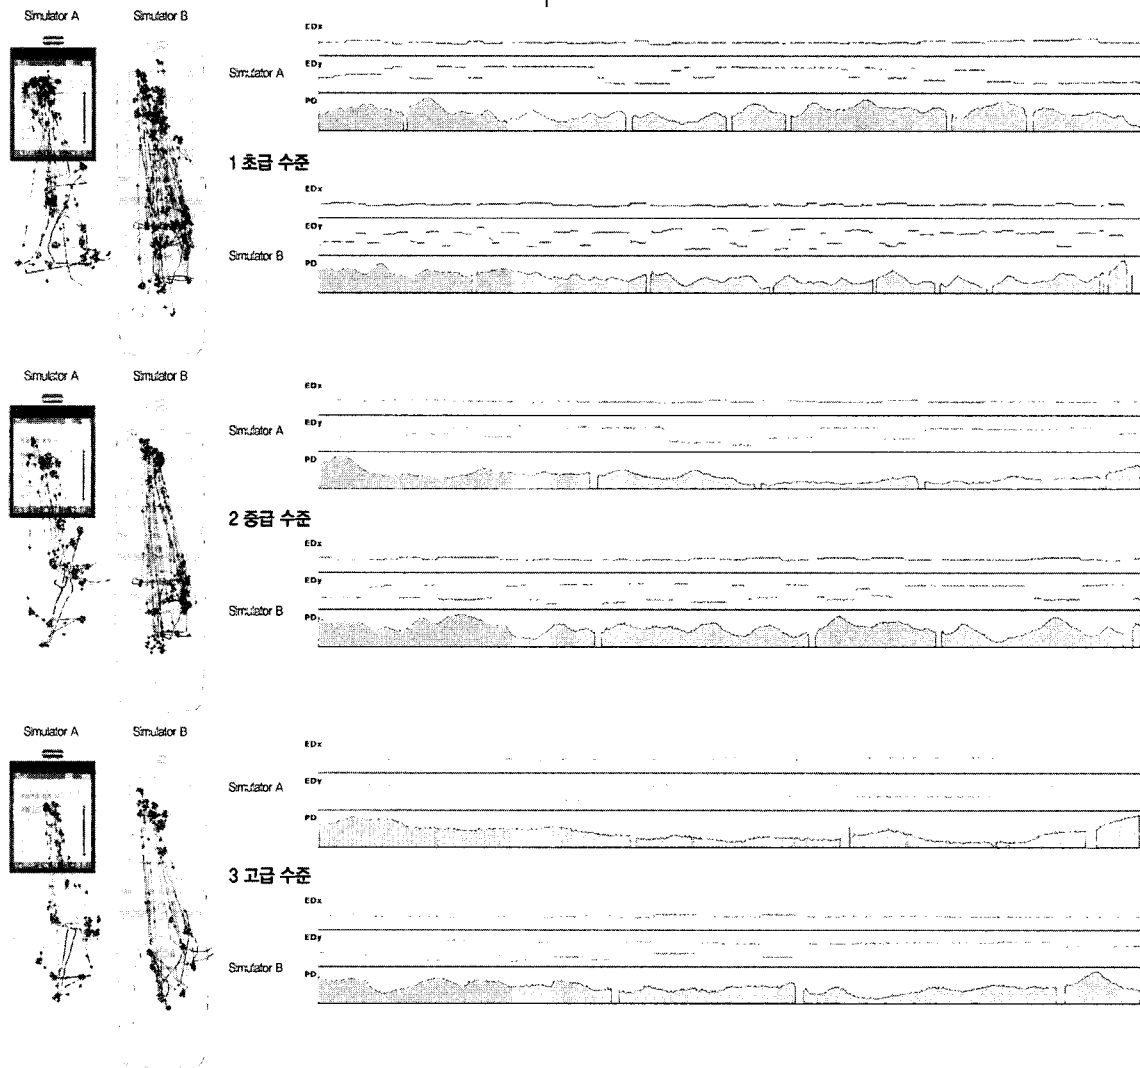 Simulator A Simulator B
EDx
Simulator A
EDy
PD
1 초급 수준
EDx
EDy
Simulator B
PD
Simulator A Simulator B
EDx
Simulator A
EDy
PD
2 중급 수준
EDx
EDy
Simulator B
PD
Simulator A Simulator B
EDx
Simulator A
EDy
PD
3 고급 수준
EDx
EDy
Simulator B
PD